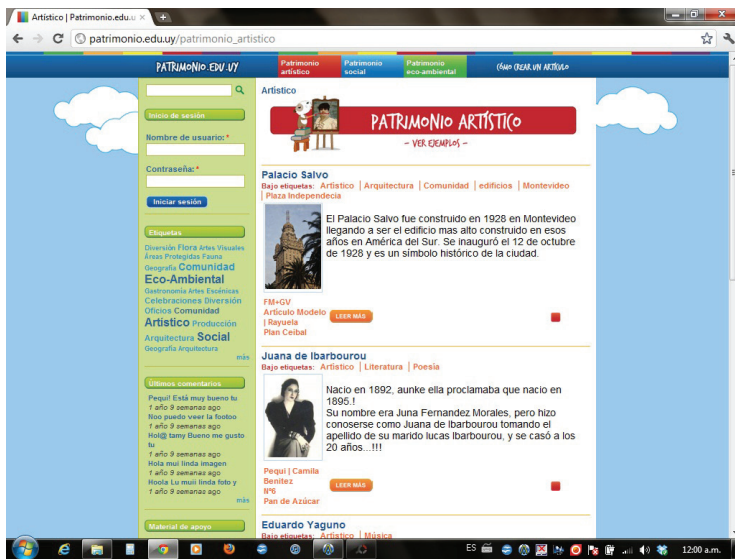 Artístico | Patrimonio.edu.u
patrimonio.edu.uy/patrimonio_artistico
PATRIMONIO.EDU.UY
Patrimonio artístico
Patrimonio social
Patrimonio eco-ambiental
CÓMO CREAR UN ARTÍCULO
Inicio de sesión
Nombre de usuario: *
Contraseña: *
Iniciar sesión
Etiquetas
Diversión Flora Artes Visuales
Áreas Protegidas Fauna
Geografía Comunidad
Eco-Ambiental
Gastronomía Artes Escénicas
Celebraciones Diversión
Oficios Comunidad
Artistico Producción
Arquitectura Social
Geografía Arquitectura
más
Últimos comentarios
Pequi! Está muy bueno tu
1 año 9 semanas ago
Noo puedo veer la footoo
1 año 9 semanas ago
Hol@ tamy Bueno me gusto
tu
1 año 9 semanas ago
Hola mui linda imagen
1 año 9 semanas ago
Hoola Lu muii linda foto y
1 año 9 semanas ago
más
Material de apoyo
Artístico
PATRIMONIO ARTÍSTICO
- VER EJEMPLOS -
Palacio Salvo
Bajo etiquetas: Artístico | Arquitectura | Comunidad | edificios | Montevideo
| Plaza Independecia
El Palacio Salvo fue construido en 1928 en Montevideo
llegando a ser el edificio mas alto construido en esos
años en América del Sur. Se inauguró el 12 de octubre
de 1928 y es un símbolo histórico de la ciudad.
FM+GV
Artículo Modelo
| Rayuela
Plan Ceibal
LEER MÁS
Juana de Ibarbourou
Bajo etiquetas: Artístico | Literatura | Poesía
Nacio en 1892, aunke ella proclamaba que nacio en
1895.!
Su nombre era Juna Fernandez Morales, pero hizo
conoserse como Juana de Ibarbourou tomando el
apellido de su marido lucas Ibarbourou, y se casó a los
20 años...!!!
Pequi | Camila
Benitez
Nº6
Pan de Azúcar
LEER MÁS
Eduardo Yaguno
Bajo etiquetas: Artístico | Música
ES
12:00 a.m.